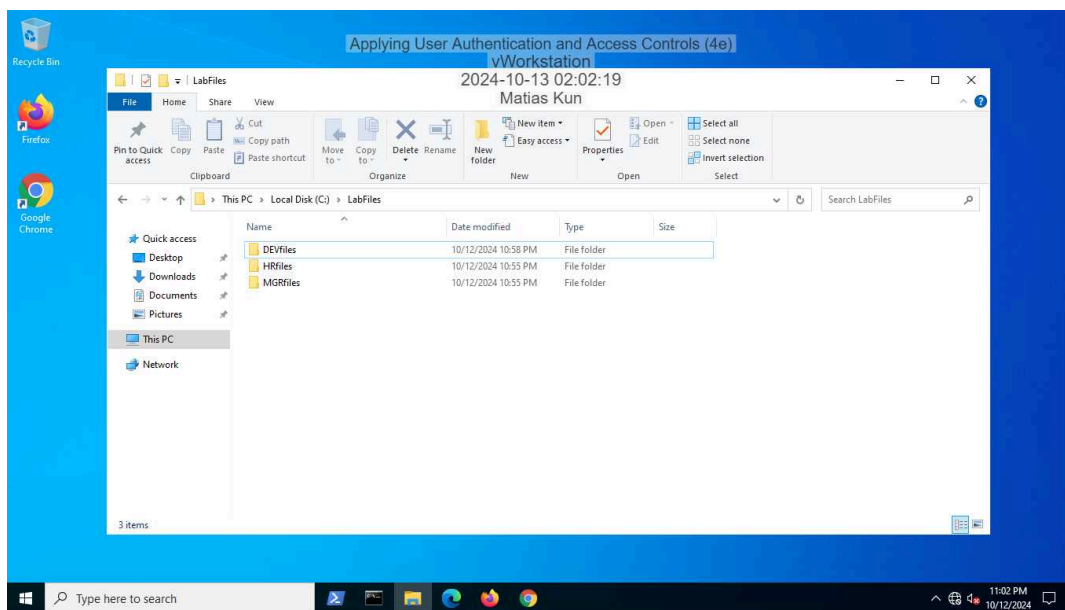 Recycle Bin
Firefox
Google
Chrome
Applying User Authentication and Access Controls (4e)
vWorkstation
2024-10-13 02:02:19
Matias Kun
LabFiles
File Home Share View
Pin to Quick
access
Copy
Paste
Cut
Copy path
Paste shortcut
Clipboard
Move
to
Copy
to
Delete
Rename
Organize
New
folder
New item
Easy access
New
Properties
Open
Edit
Open
Select all
Select none
Invert selection
Select
This PC > Local Disk (C:) > LabFiles
Search LabFiles
Quick access
Desktop
Downloads
Documents
Pictures
This PC
Network
Name Date modified Type Size
DEVfiles 10/12/2024 10:58 PM File folder
HRfiles 10/12/2024 10:55 PM File folder
MGRfiles 10/12/2024 10:55 PM File folder
3 items
Type here to search
11:02 PM
10/12/2024